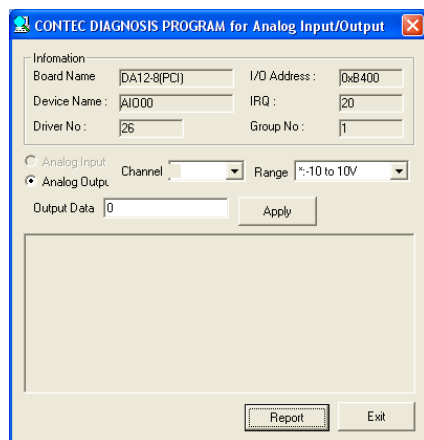 CONTEC DIAGNOSIS PROGRAM for Analog Input/Output
Infomation
Board Name DA12-8(PCI) I/O Address : 0xB400
Device Name : AIO00 IRQ : 20
Driver No : 26 Group No : 1
Analog Input
Analog Outpu Channel Range *:-10 to 10V
Output Data 0 Apply
Report Exit